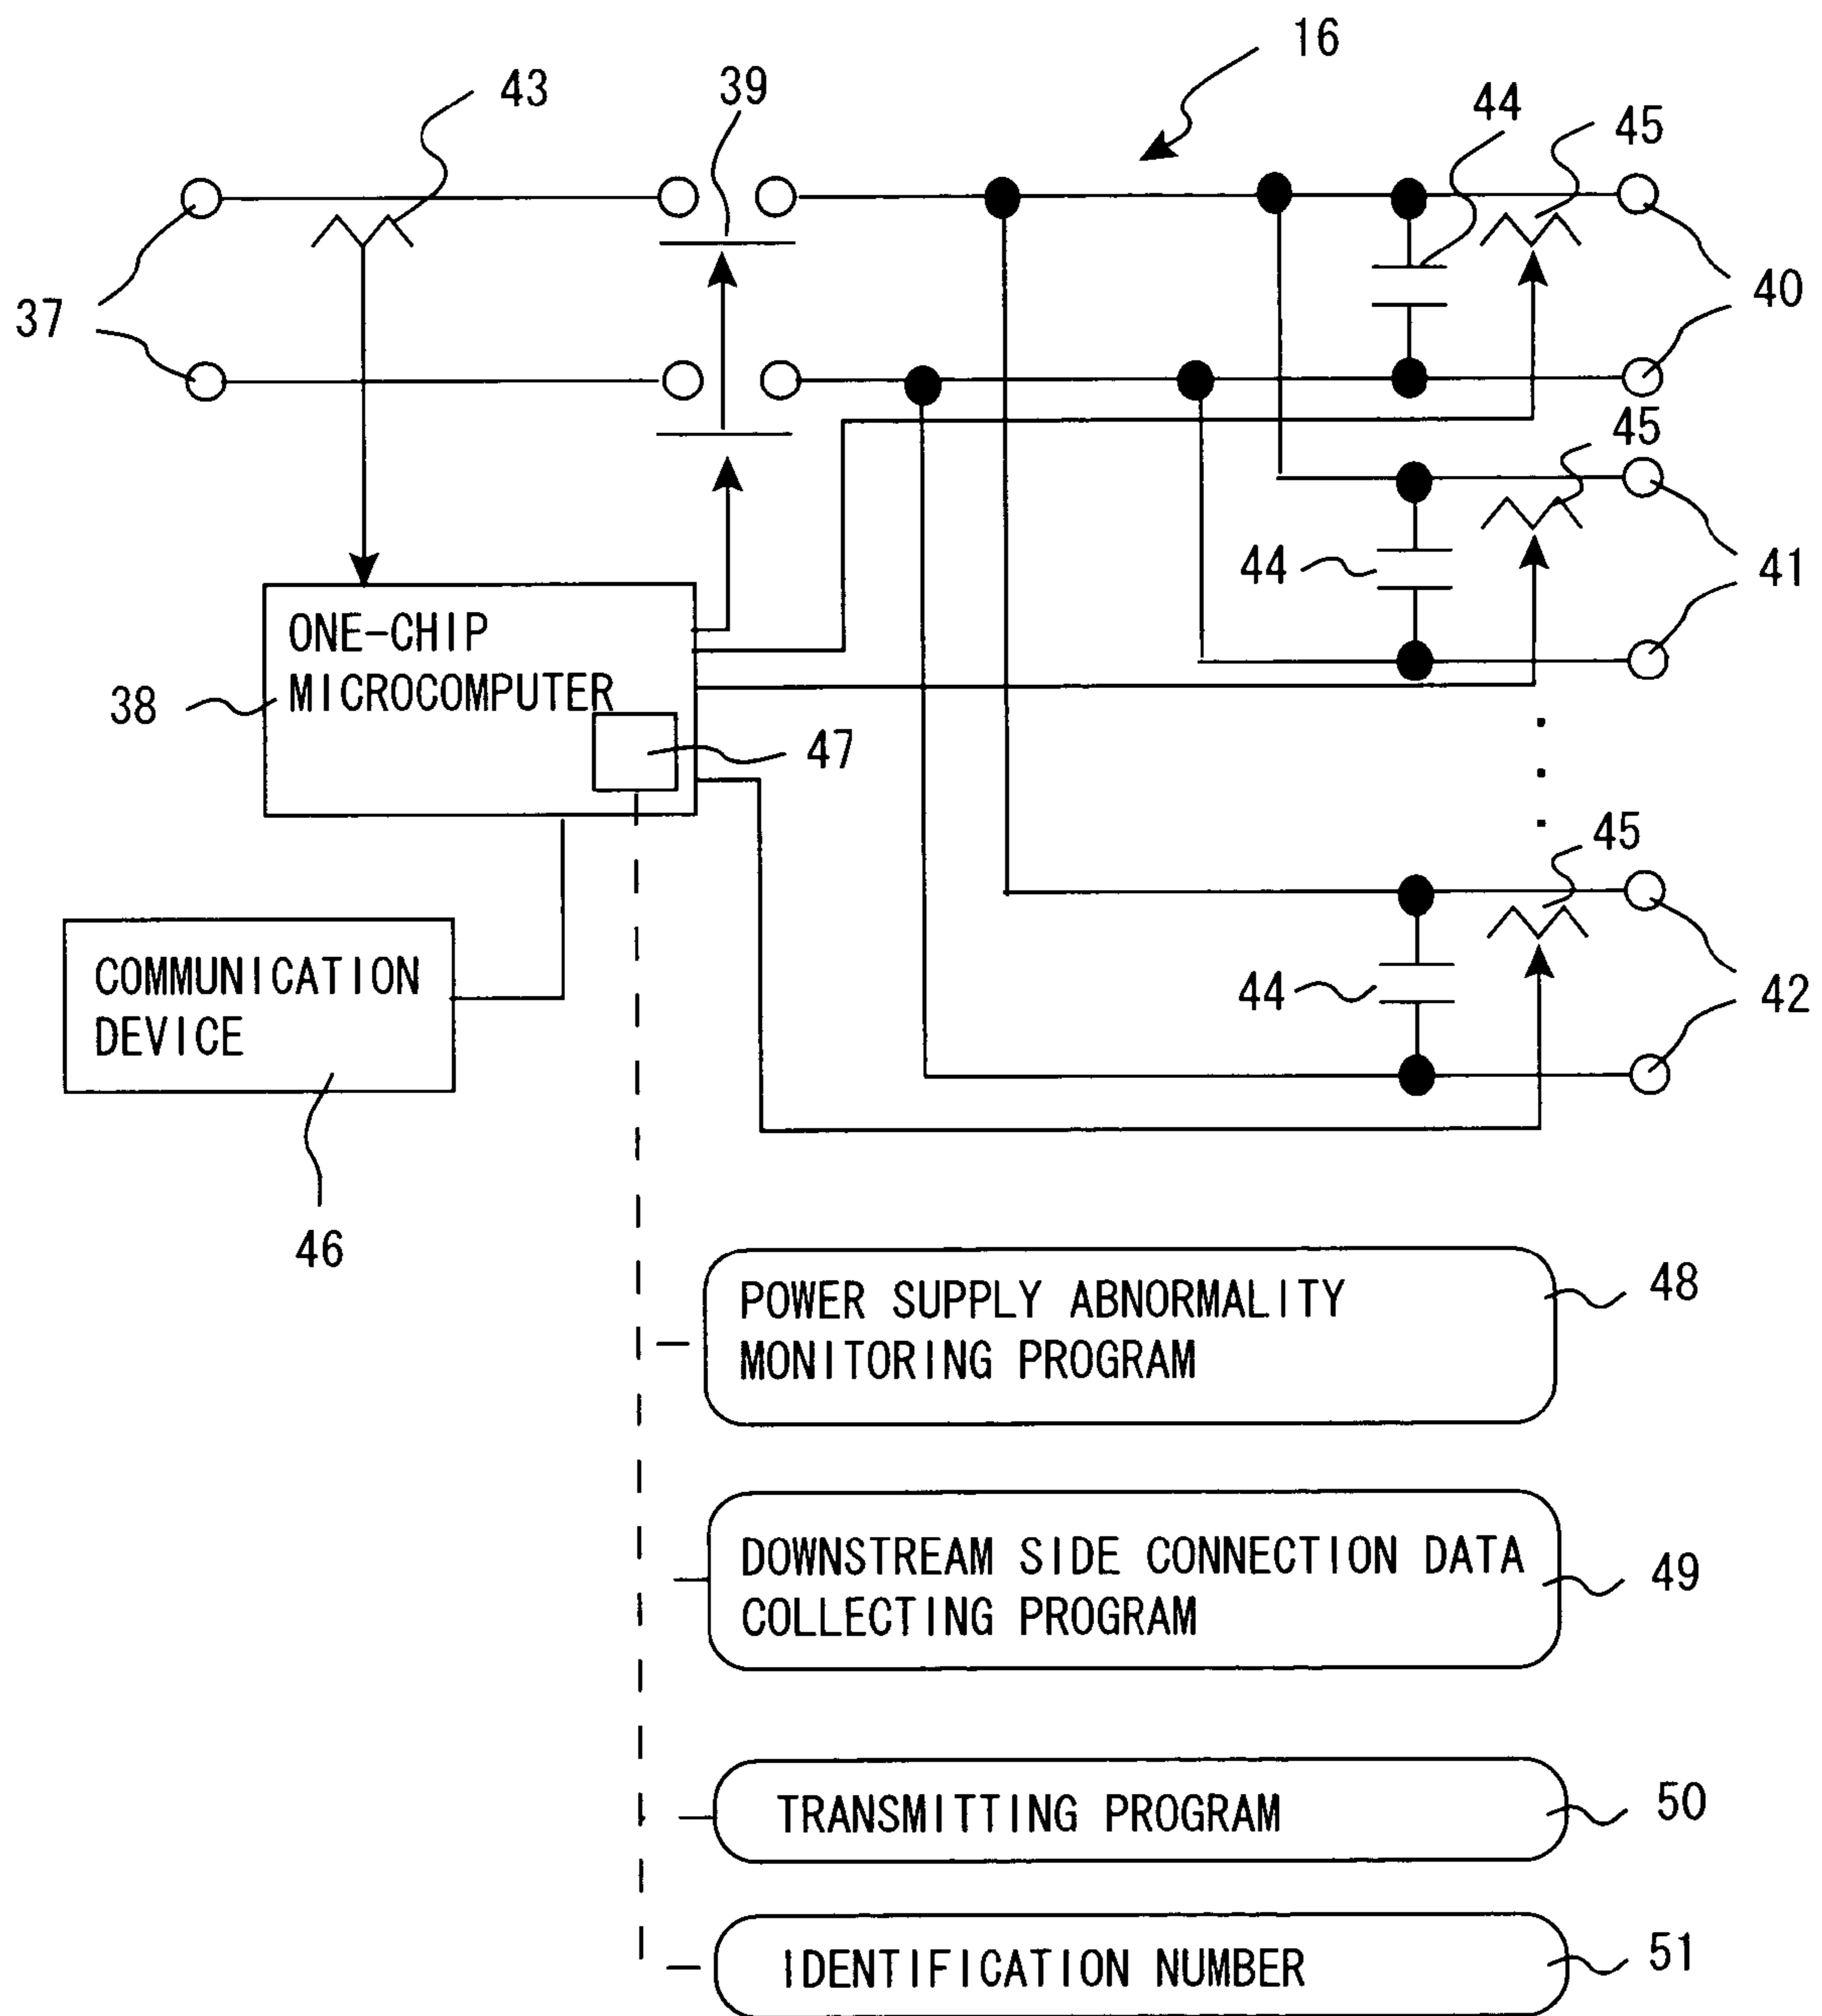 16
43
39
44
45
37
40
45
44
41
ONE-CHIP
MICROCOMPUTER
38
47
45
COMMUNICATION
DEVICE
44
42
46
POWER SUPPLY ABNORMALITY
MONITORING PROGRAM
48
DOWNSTREAM SIDE CONNECTION DATA
COLLECTING PROGRAM
49
TRANSMITTING PROGRAM
50
IDENTIFICATION NUMBER
51